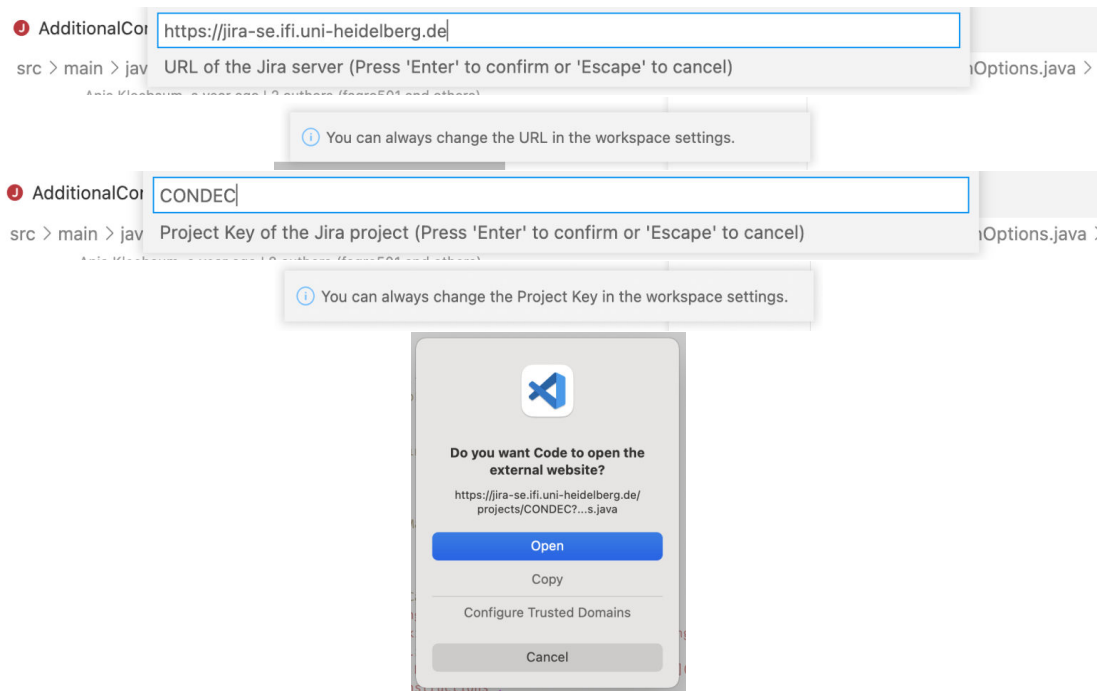 AdditionalCor
https://jira-se.ifi.uni-heidelberg.de
src > main > jav
URL of the Jira server (Press 'Enter' to confirm or 'Escape' to cancel)
nOptions.java >
You can always change the URL in the workspace settings.
AdditionalCor
CONDEC
src > main > jav
Project Key of the Jira project (Press 'Enter' to confirm or 'Escape' to cancel)
nOptions.java >
You can always change the Project Key in the workspace settings.
Do you want Code to open the
external website?
https://jira-se.ifi.uni-heidelberg.de/
projects/CONDEC?...s.java
Open
Copy
Configure Trusted Domains
Cancel